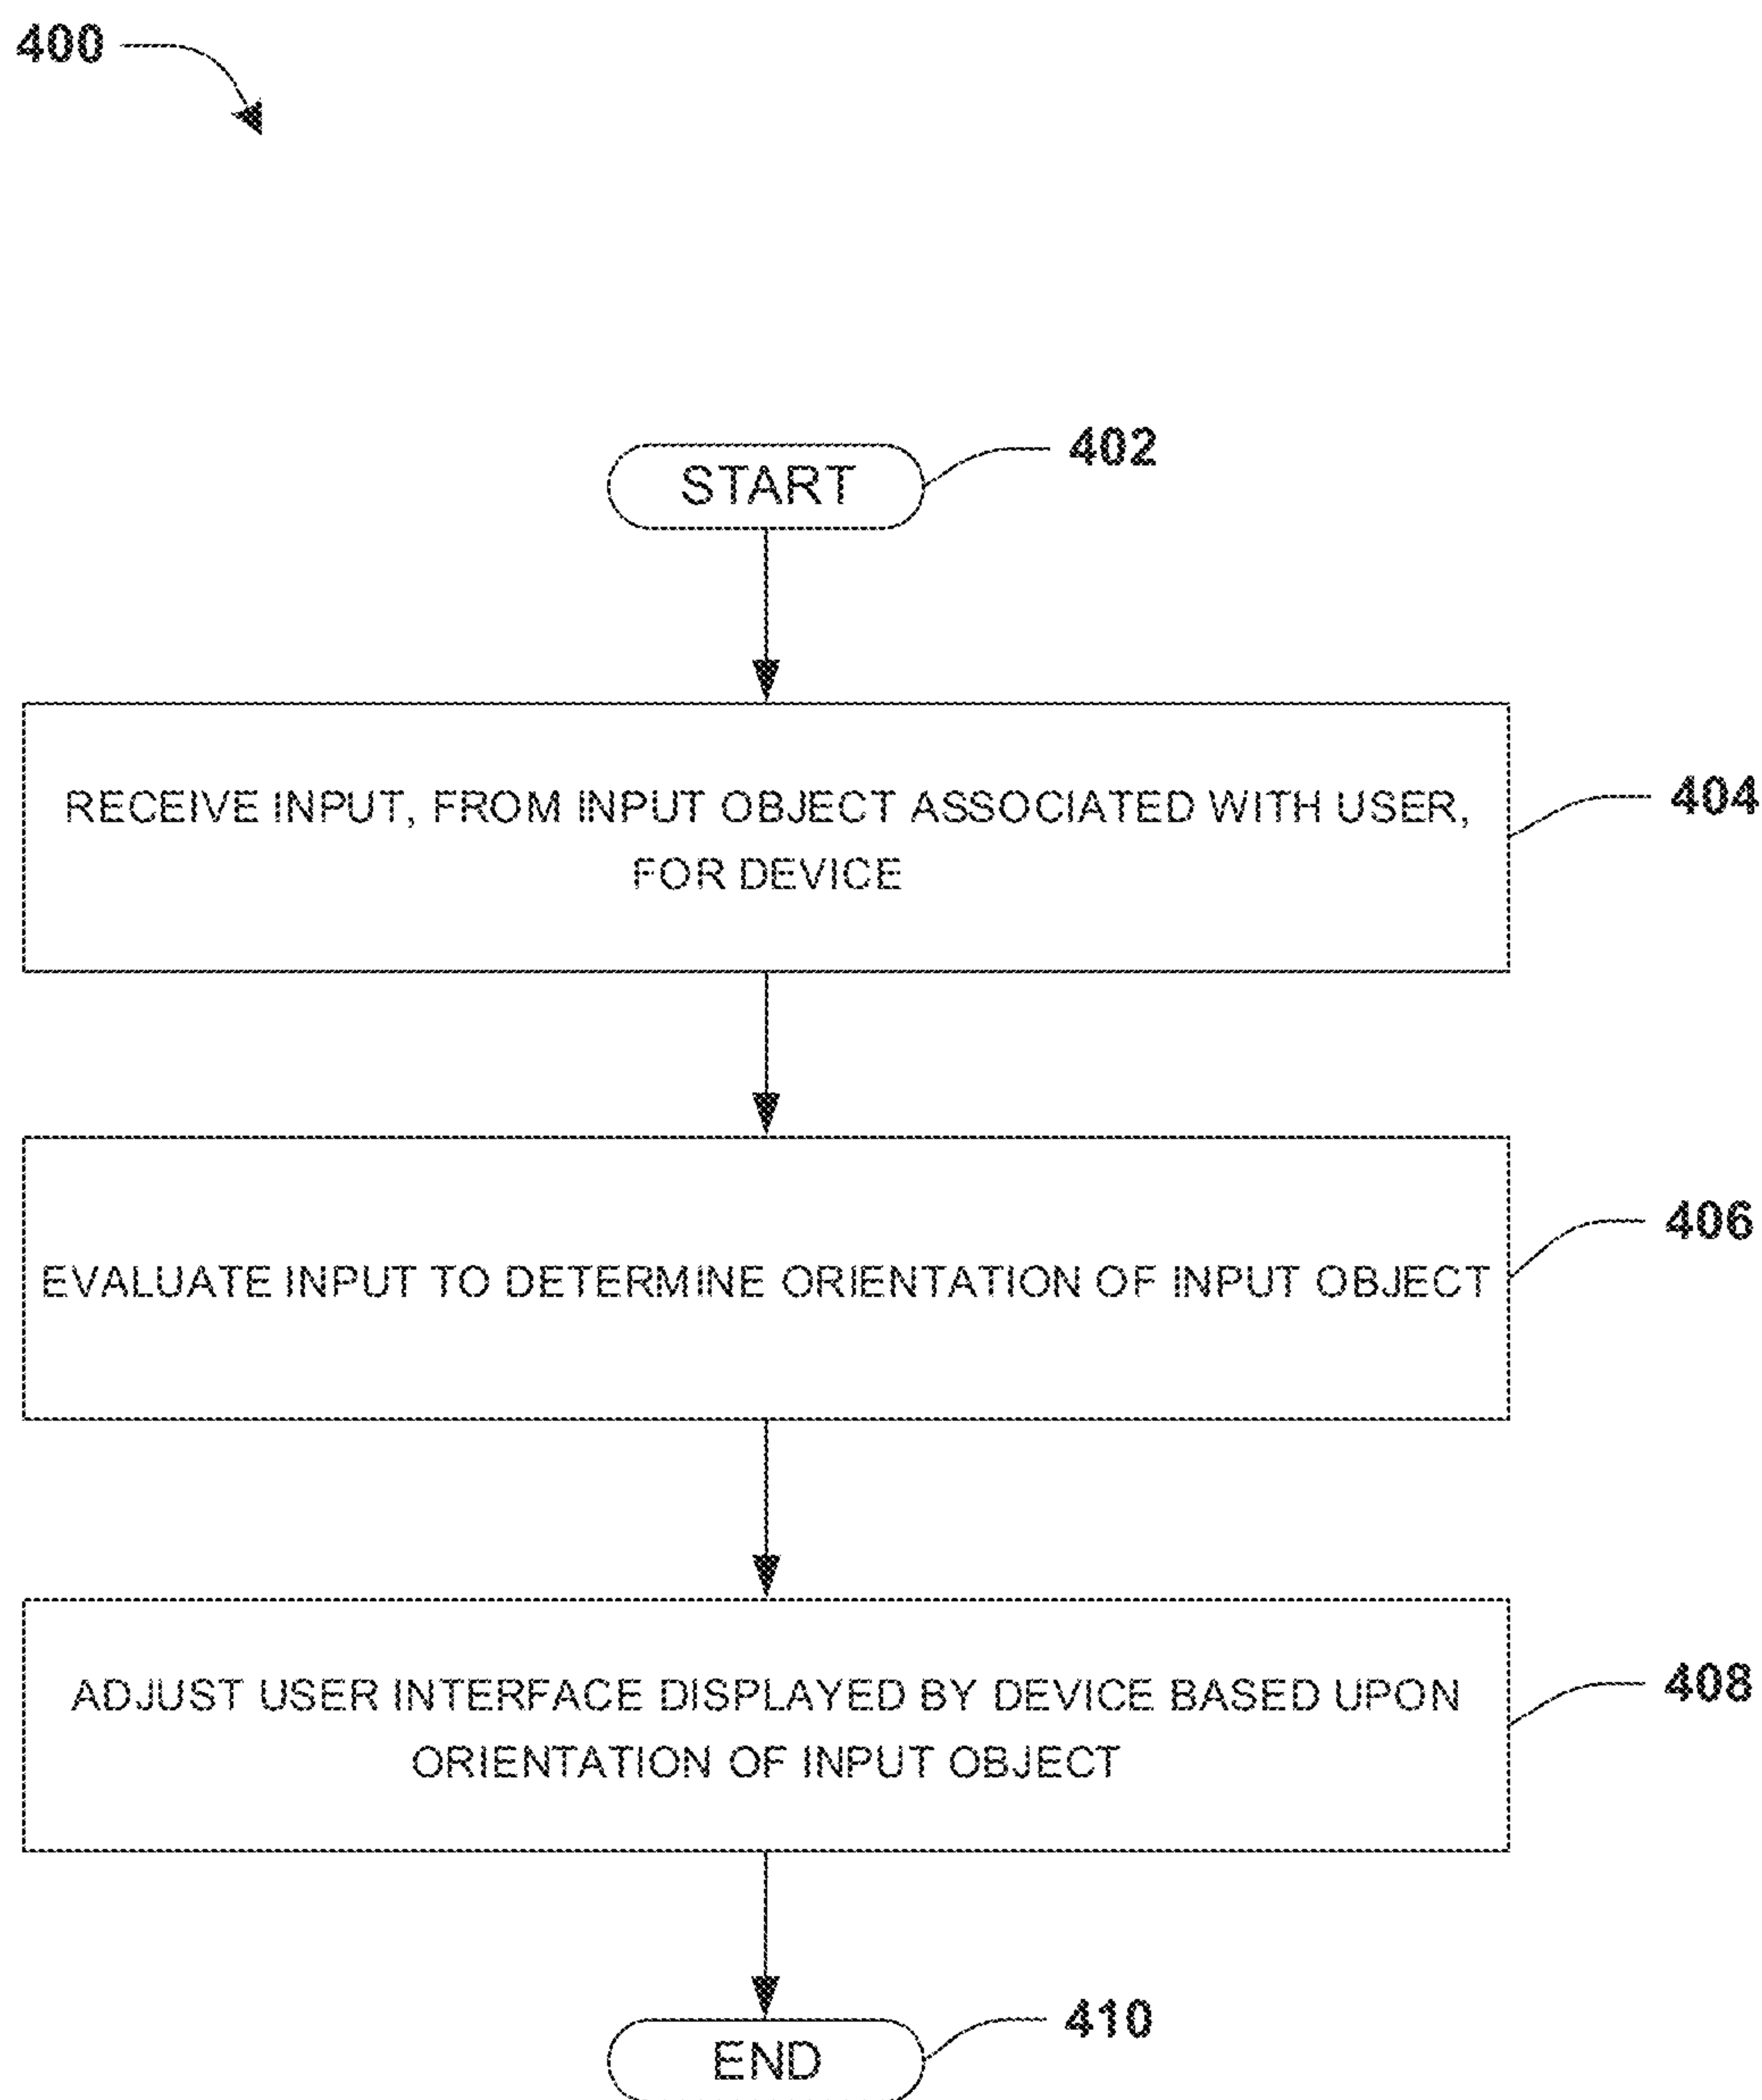 400
START
402
RECEIVE INPUT, FROM INPUT OBJECT ASSOCIATED WITH USER,
FOR DEVICE
404
EVALUATE INPUT TO DETERMINE ORIENTATION OF INPUT OBJECT
406
ADJUST USER INTERFACE DISPLAYED BY DEVICE BASED UPON
ORIENTATION OF INPUT OBJECT
408
END
410